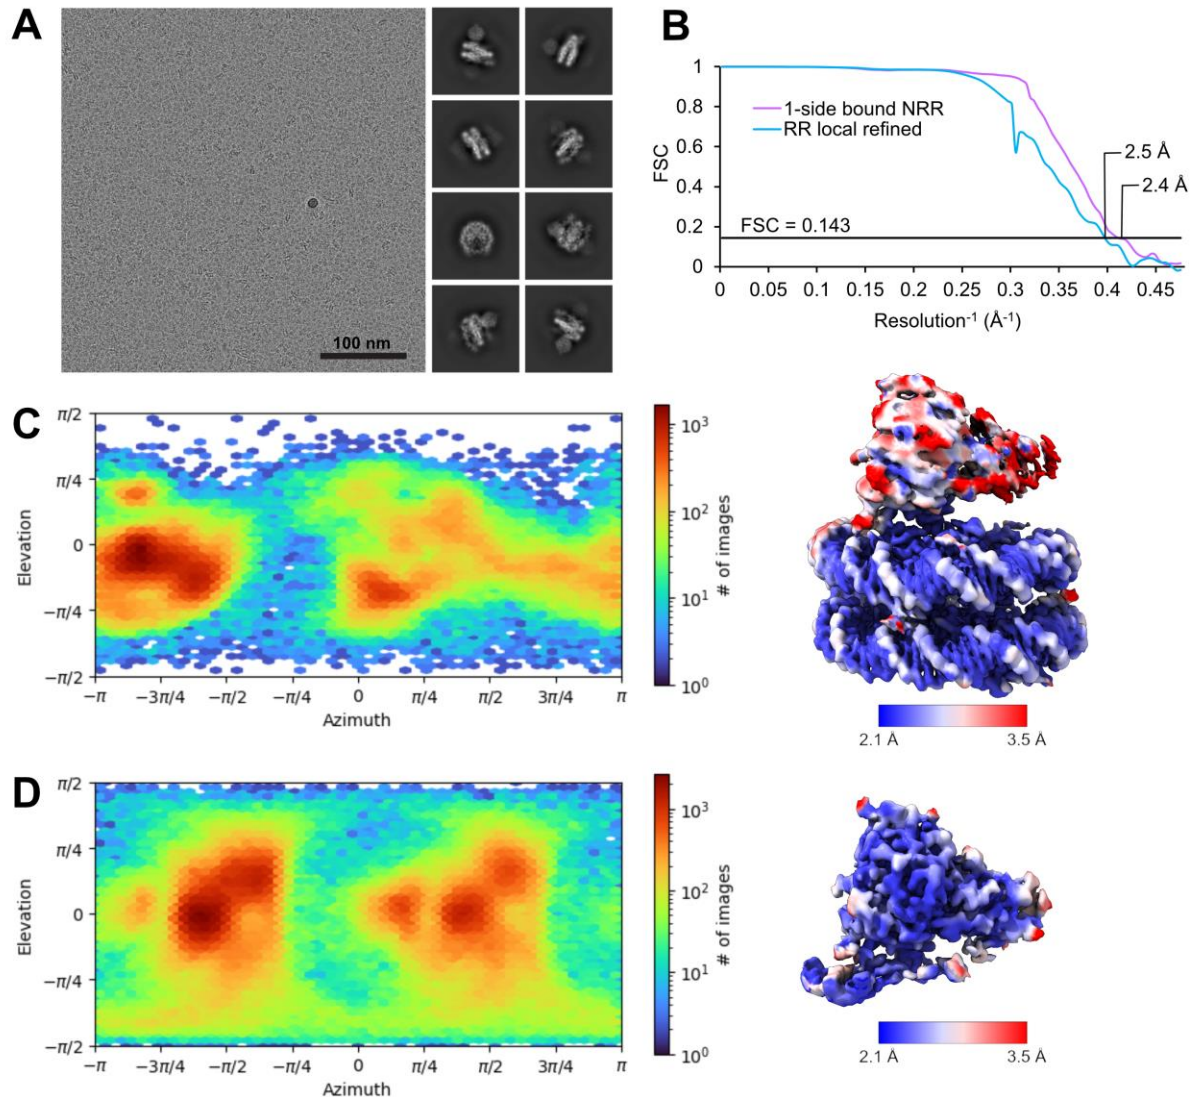 A
100 nm
B
1
0.8
0.6
0.4
0.2
0
FSC
1-side bound NRR
RR local refined
2.5 Å
2.4 Å
FSC = 0.143
0 0.05 0.1 0.15 0.2 0.25 0.3 0.35 0.4 0.45
Resolution⁻¹ (Å⁻¹)
C
π/2
π/4
0
−π/4
−π/2
Elevation
−π −3π/4 −π/2 −π/4 0 π/4 π/2 3π/4 π
Azimuth
10³
10²
10¹
10⁰
# of images
2.1 Å 3.5 Å
D
π/2
π/4
0
−π/4
−π/2
Elevation
−π −3π/4 −π/2 −π/4 0 π/4 π/2 3π/4 π
Azimuth
10³
10²
10¹
10⁰
# of images
2.1 Å 3.5 Å